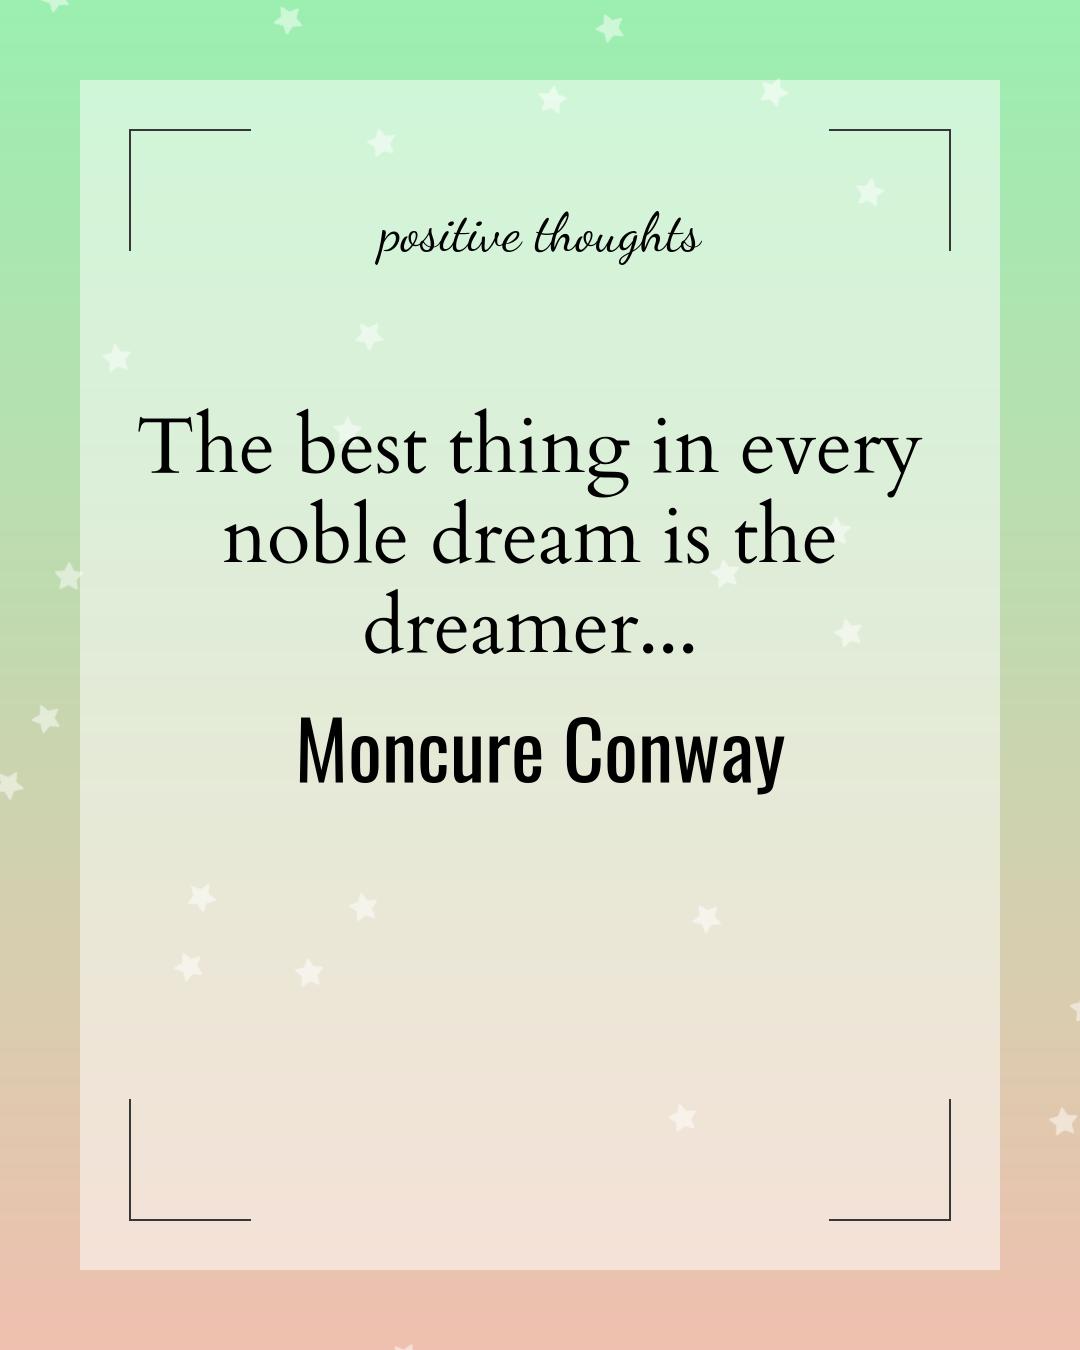 positive thoughts
The best thing in every
noble dream is the
dreamer...
Moncure Conway